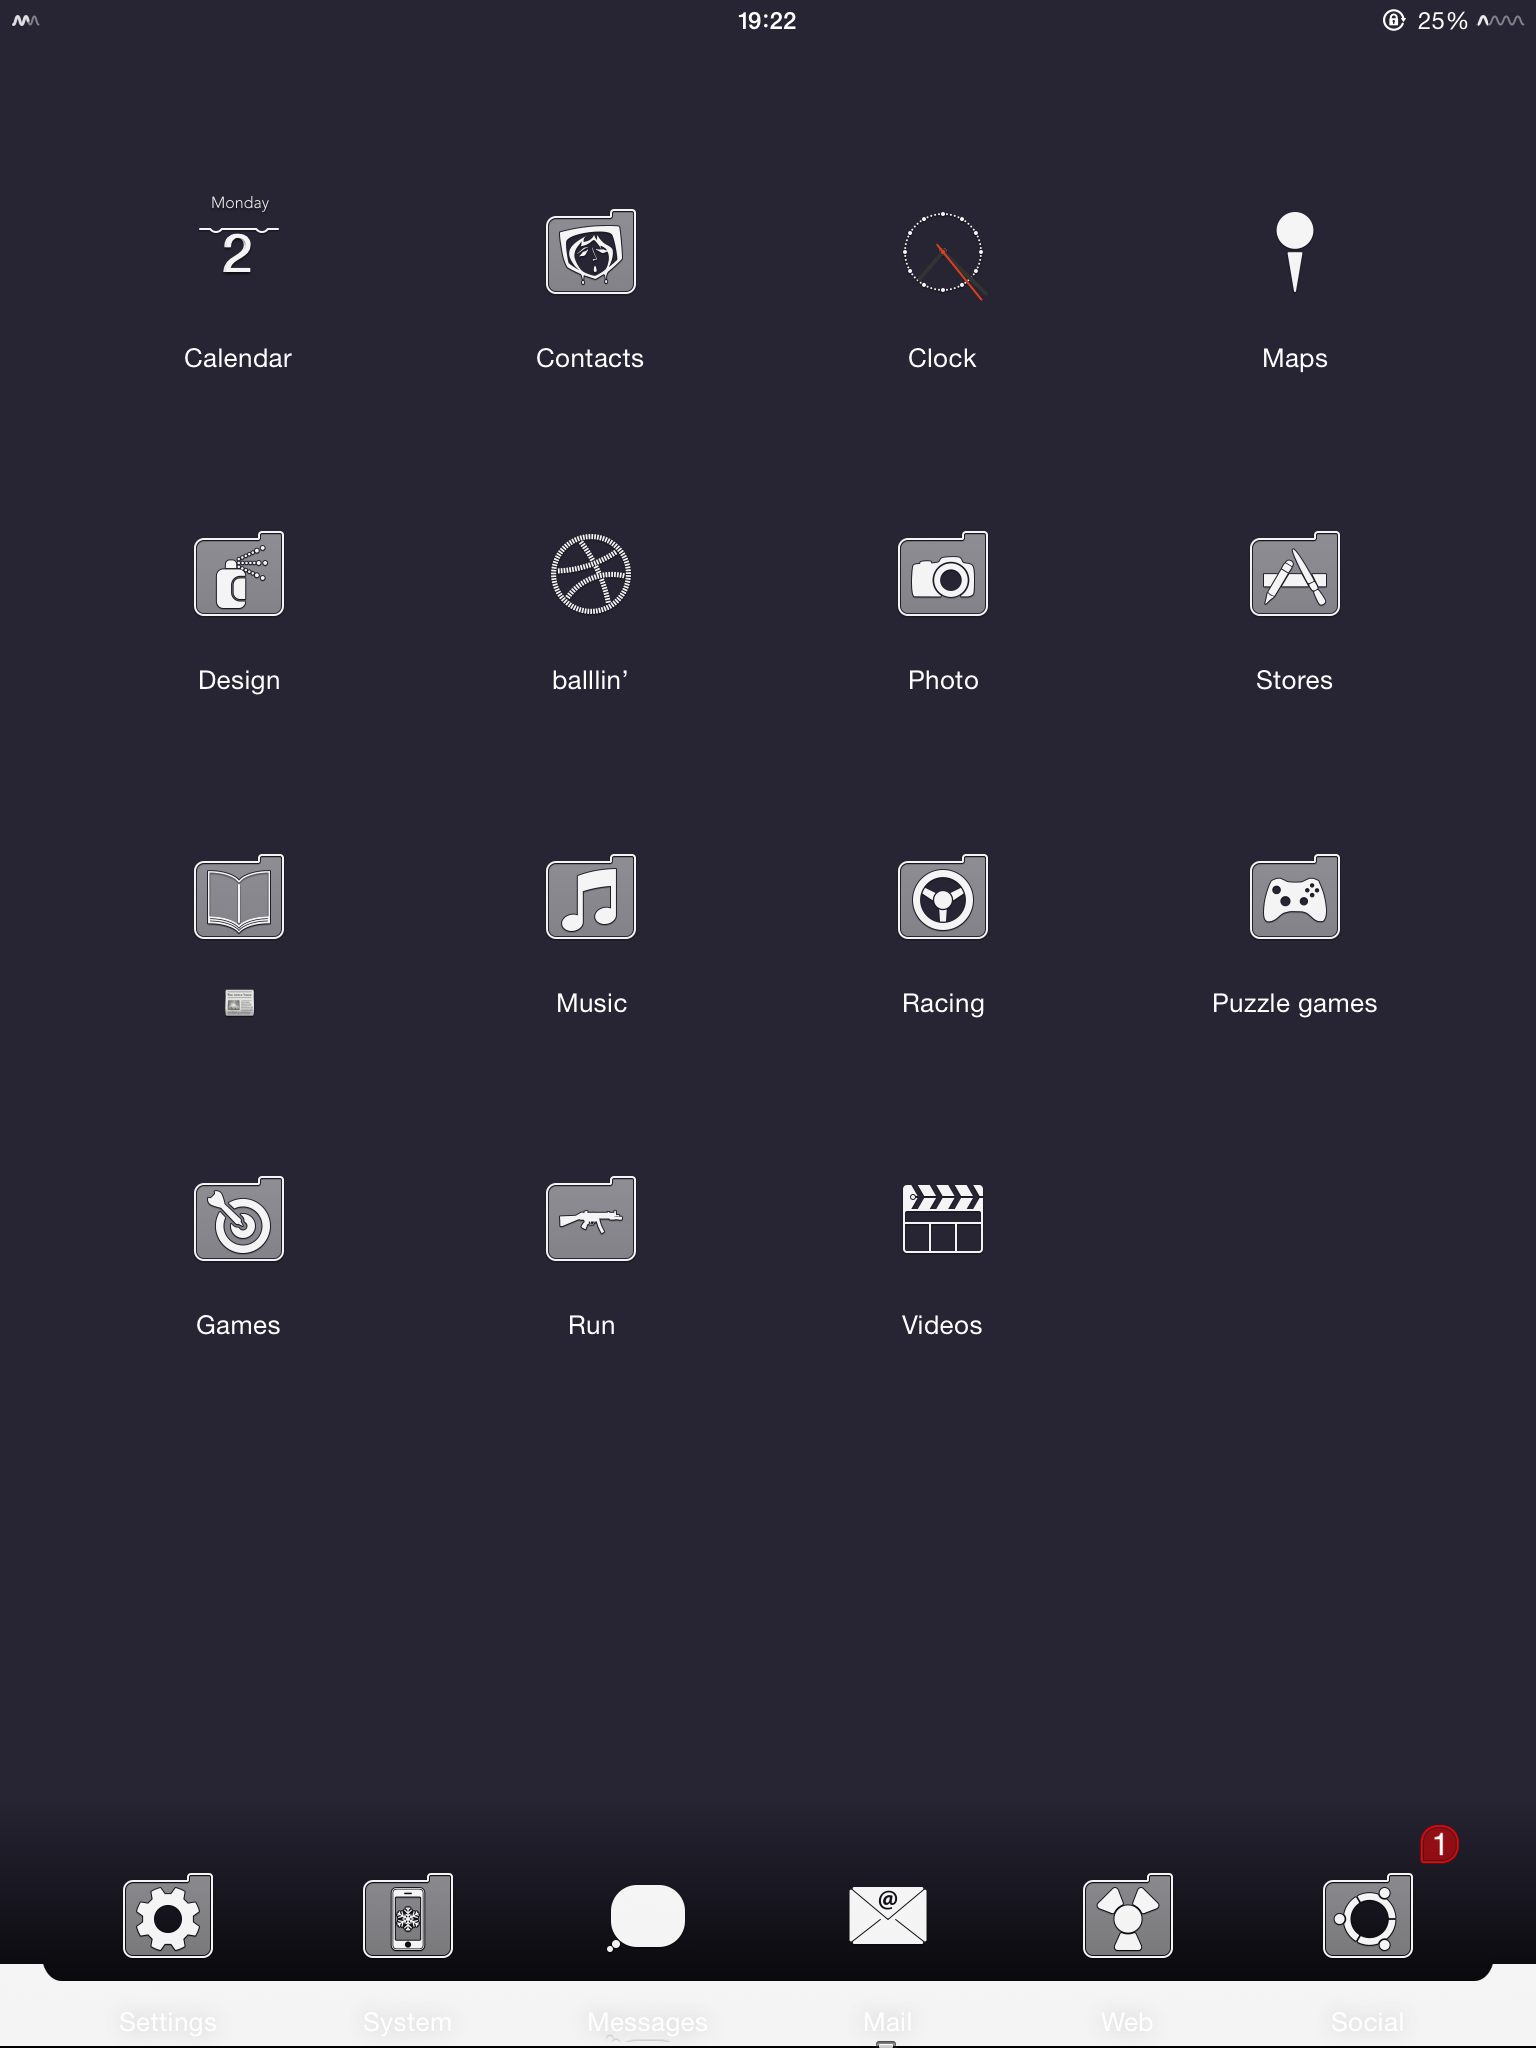 19:22
25%
Monday
2
Calendar
Contacts
Clock
Maps
Design
balllin’
Photo
Stores
Music
Racing
Puzzle games
Games
Run
Videos
1
@
Settings
System
Messages
Mail
Web
Social